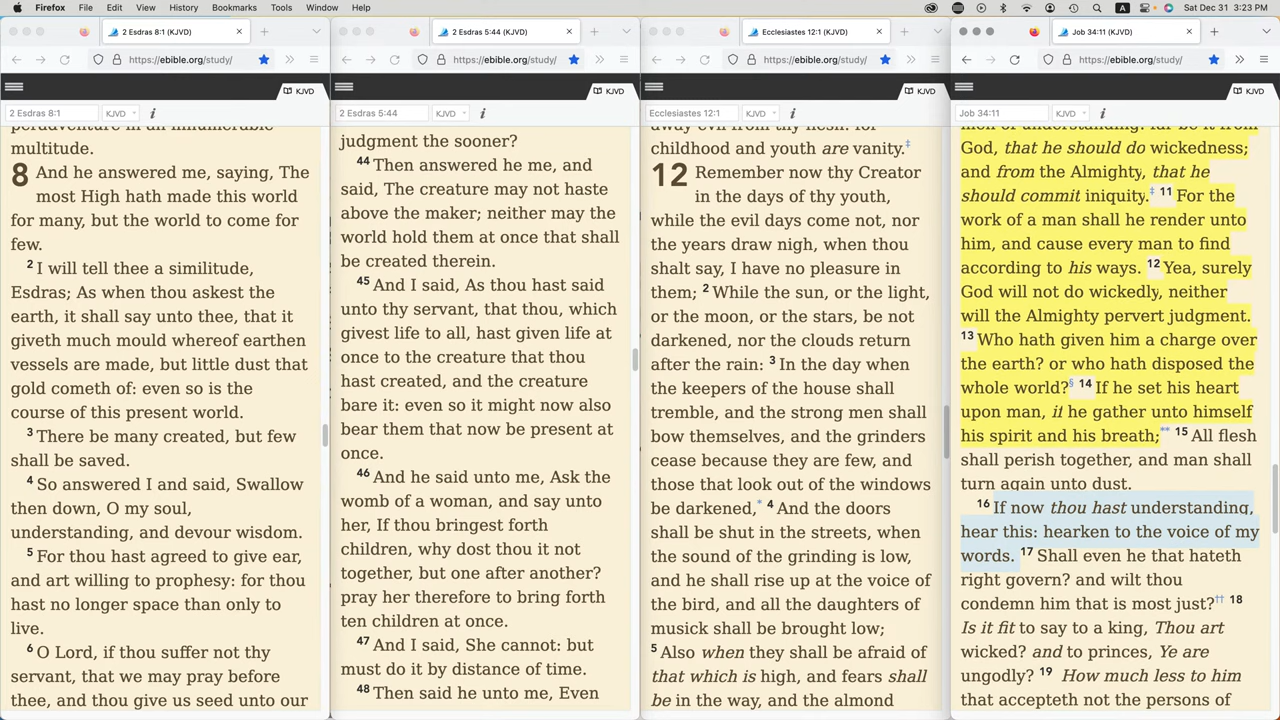 Firefox File Edit View History Bookmarks Tools Window Help
A
Sat Dec 31 3:23 PM
2 Esdras 8:1 (KJVD)
https://ebible.org/study/
KJVD
2 Esdras 8:1 KJVD i
peradventure in an innumerable
multitude.
8 And he answered me, saying, The
most High hath made this world
for many, but the world to come for
few.
2 I will tell thee a similitude,
Esdras; As when thou askest the
earth, it shall say unto thee, that it
giveth much mould whereof earthen
vessels are made, but little dust that
gold cometh of: even so is the
course of this present world.
3 There be many created, but few
shall be saved.
4 So answered I and said, Swallow
then down, O my soul,
understanding, and devour wisdom.
5 For thou hast agreed to give ear,
and art willing to prophesy: for thou
hast no longer space than only to
live.
6 O Lord, if thou suffer not thy
servant, that we may pray before
thee, and thou give us seed unto our
2 Esdras 5:44 (KJVD)
https://ebible.org/study/
KJVD
2 Esdras 5:44 KJVD i
judgment the sooner?
44 Then answered he me, and
said, The creature may not haste
above the maker; neither may the
world hold them at once that shall
be created therein.
45 And I said, As thou hast said
unto thy servant, that thou, which
givest life to all, hast given life at
once to the creature that thou
hast created, and the creature
bare it: even so it might now also
bear them that now be present at
once.
46 And he said unto me, Ask the
womb of a woman, and say unto
her, If thou bringest forth
children, why dost thou it not
together, but one after another?
pray her therefore to bring forth
ten children at once.
47 And I said, She cannot: but
must do it by distance of time.
48 Then said he unto me, Even
Ecclesiastes 12:1 (KJVD)
https://ebible.org/study/
KJVD
Ecclesiastes 12:1 KJVD i
away evil from thy flesh: for
childhood and youth are vanity.‡
12 Remember now thy Creator
in the days of thy youth,
while the evil days come not, nor
the years draw nigh, when thou
shalt say, I have no pleasure in
them; 2 While the sun, or the light,
or the moon, or the stars, be not
darkened, nor the clouds return
after the rain: 3 In the day when
the keepers of the house shall
tremble, and the strong men shall
bow themselves, and the grinders
cease because they are few, and
those that look out of the windows
be darkened,* 4 And the doors
shall be shut in the streets, when
the sound of the grinding is low,
and he shall rise up at the voice of
the bird, and all the daughters of
musick shall be brought low;
5 Also when they shall be afraid of
that which is high, and fears shall
be in the way, and the almond
Job 34:11 (KJVD)
https://ebible.org/study/
KJVD
Job 34:11 KJVD i
men of understanding: far be it from
God, that he should do wickedness;
and from the Almighty, that he
should commit iniquity.‡ 11 For the
work of a man shall he render unto
him, and cause every man to find
according to his ways. 12 Yea, surely
God will not do wickedly, neither
will the Almighty pervert judgment.
13 Who hath given him a charge over
the earth? or who hath disposed the
whole world?§ 14 If he set his heart
upon man, if he gather unto himself
his spirit and his breath;** 15 All flesh
shall perish together, and man shall
turn again unto dust.
16 If now thou hast understanding,
hear this: hearken to the voice of my
words. 17 Shall even he that hateth
right govern? and wilt thou
condemn him that is most just?†† 18
Is it fit to say to a king, Thou art
wicked? and to princes, Ye are
ungodly? 19 How much less to him
that accepteth not the persons of